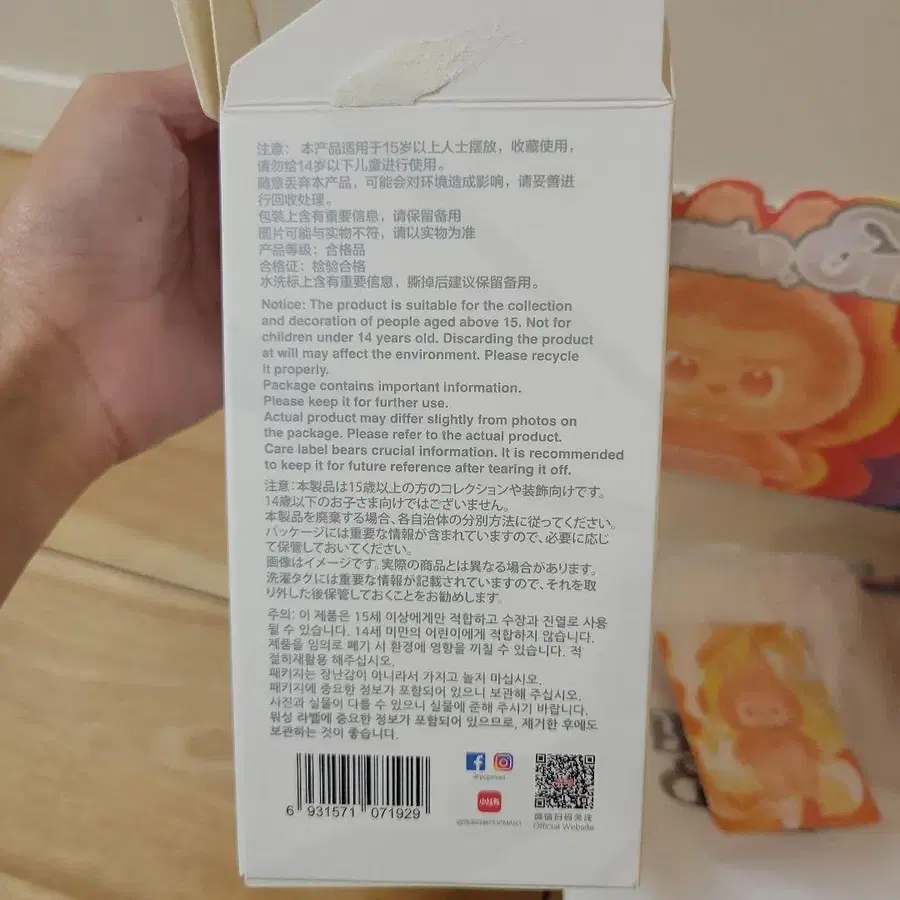 注意： 本产品适用于15岁以上人士摆放，收藏使用，
请勿给14岁以下儿童进行使用。
随意丢弃本产品，可能会对环境造成影响，请妥善进
行回收处理。
包装上含有重要信息，请保留备用
图片可能与实物不符，请以实物为准
产品等级：合格品
合格证：检验合格
水洗标上含有重要信息，撕掉后建议保留备用。
Notice: The product is suitable for the collection
and decoration of people aged above 15. Not for
children under 14 years old. Discarding the product
at will may affect the environment. Please recycle
it properly.
Package contains important information.
Please keep it for further use.
Actual product may differ slightly from photos on
the package. Please refer to the actual product.
Care label bears crucial information. It is recommended
to keep it for future reference after tearing it off.
注意：本製品は15歳以上の方のコレクションや装飾向けです。
14歳以下のお子さま向けではございません。
本製品を廃棄する場合、各自治体の分別方法に従ってください。
パッケージには重要な情報が含まれていますので、必要に応じ
て保管しておいてください。
画像はイメージです。実際の商品とは異なる場合があります。
洗濯タグには重要な情報が記載されていますので、それを取
り外した後保管しておくことをお勧めします。
주의: 이 제품은 15세 이상에게만 적합하고 수장과 진열로 사용
될 수 있습니다. 14세 미만의 어린이에게 적합하지 않습니다.
제품을 임의로 폐기 시 환경에 영향을 끼칠 수 있습니다. 적
절히재활용 해주십시오.
패키지는 장난감이 아니라서 가지고 놀지 마십시오.
패키지에 중요한 정보가 포함되어 있으니 보관해 주십시오.
사진과 실물이 다를 수 있으니 실물에 준해 주시기 바랍니다.
워싱 라벨에 중요한 정보가 포함되어 있으므로, 제거한 후에도
보관하는 것이 좋습니다.
6 931571 071929
@popmart
小红书
微信扫码关注
Official Website